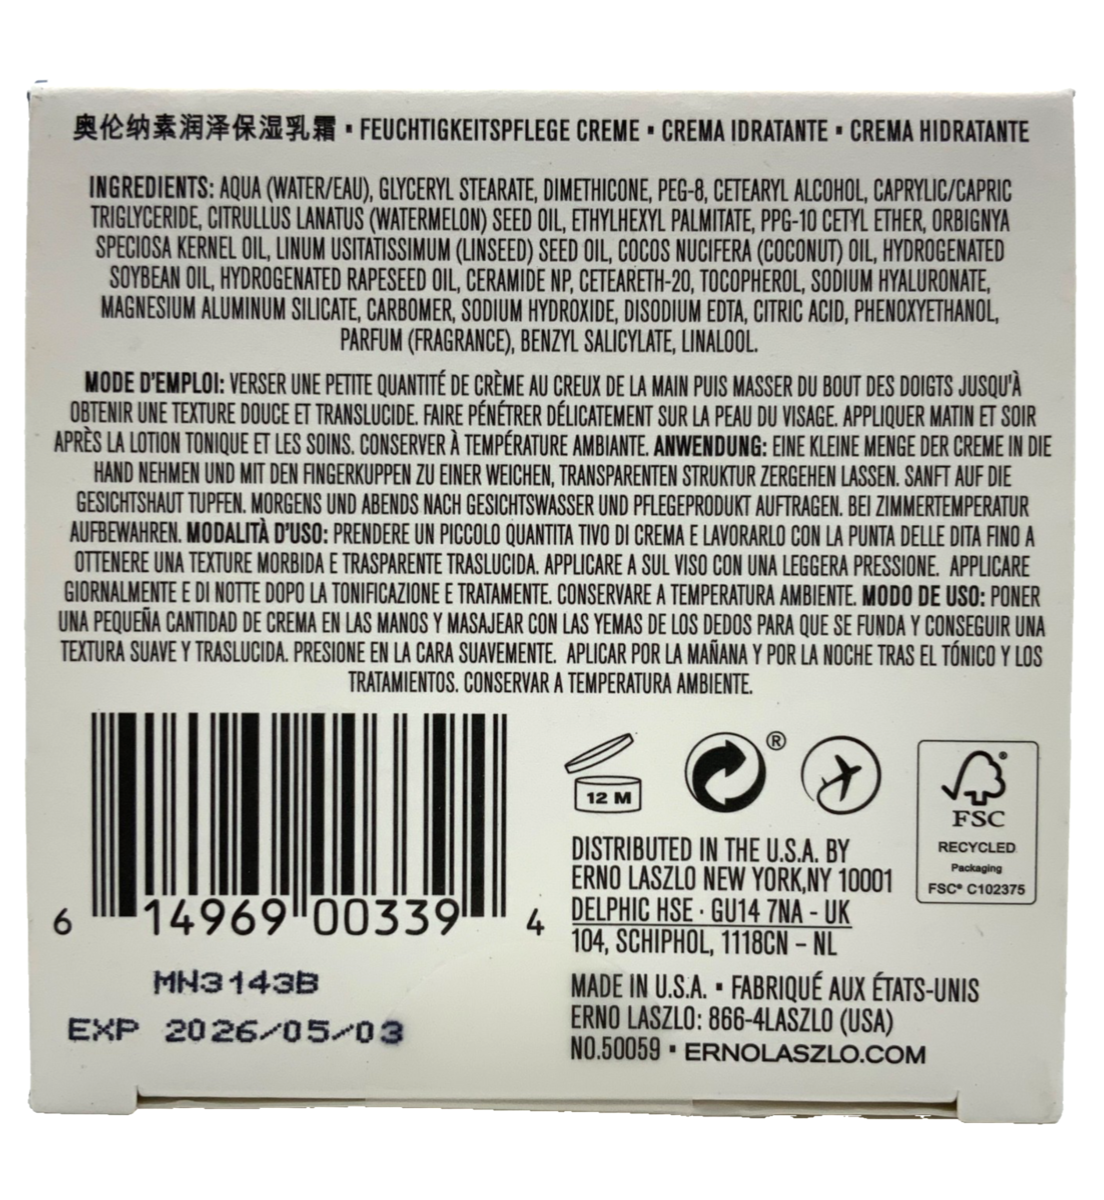 奥伦纳素润泽保湿乳霜 ▪ FEUCHTIGKEITSPFLEGE CREME ▪ CREMA IDRATANTE ▪ CREMA HIDRATANTE
INGREDIENTS: AQUA (WATER/EAU), GLYCERYL STEARATE, DIMETHICONE, PEG-8, CETEARYL ALCOHOL, CAPRYLIC/CAPRIC
TRIGLYCERIDE, CITRULLUS LANATUS (WATERMELON) SEED OIL, ETHYLHEXYL PALMITATE, PPG-10 CETYL ETHER, ORBIGNYA
SPECIOSA KERNEL OIL, LINUM USITATISSIMUM (LINSEED) SEED OIL, COCOS NUCIFERA (COCONUT) OIL, HYDROGENATED
SOYBEAN OIL, HYDROGENATED RAPESEED OIL, CERAMIDE NP, CETEARETH-20, TOCOPHEROL, SODIUM HYALURONATE,
MAGNESIUM ALUMINUM SILICATE, CARBOMER, SODIUM HYDROXIDE, DISODIUM EDTA, CITRIC ACID, PHENOXYETHANOL,
PARFUM (FRAGRANCE), BENZYL SALICYLATE, LINALOOL.
MODE D'EMPLOI: VERSER UNE PETITE QUANTITÉ DE CRÈME AU CREUX DE LA MAIN PUIS MASSER DU BOUT DES DOIGTS JUSQU'À
OBTENIR UNE TEXTURE DOUCE ET TRANSLUCIDE. FAIRE PÉNÉTRER DÉLICATEMENT SUR LA PEAU DU VISAGE. APPLIQUER MATIN ET SOIR
APRÈS LA LOTION TONIQUE ET LES SOINS. CONSERVER À TEMPÉRATURE AMBIANTE. ANWENDUNG: EINE KLEINE MENGE DER CREME IN DIE
HAND NEHMEN UND MIT DEN FINGERKUPPEN ZU EINER WEICHEN, TRANSPARENTEN STRUKTUR ZERGEHEN LASSEN. SANFT AUF DIE
GESICHTSHAUT TUPFEN. MORGENS UND ABENDS NACH GESICHTSWASSER UND PFLEGEPRODUKT AUFTRAGEN. BEI ZIMMERTEMPERATUR
AUFBEWAHREN. MODALITÀ D'USO: PRENDERE UN PICCOLO QUANTITA TIVO DI CREMA E LAVORARLO CON LA PUNTA DELLE DITA FINO A
OTTENERE UNA TEXTURE MORBIDA E TRASPARENTE TRASLUCIDA. APPLICARE A SUL VISO CON UNA LEGGERA PRESSIONE. APPLICARE
GIORNALMENTE E DI NOTTE DOPO LA TONIFICAZIONE E TRATAMENTE. CONSERVARE A TEMPERATURA AMBIENTE. MODO DE USO: PONER
UNA PEQUEÑA CANTIDAD DE CREMA EN LAS MANOS Y MASAJEAR CON LAS YEMAS DE LOS DEDOS PARA QUE SE FUNDA Y CONSEGUIR UNA
TEXTURA SUAVE Y TRASLUCIDA. PRESIONE EN LA CARA SUAVEMENTE. APLICAR POR LA MAÑANA Y POR LA NOCHE TRAS EL TÓNICO Y LOS
TRATAMIENTOS. CONSERVAR A TEMPERATURA AMBIENTE.
6 14969 00339 4
MN3143B
EXP 2026/05/03
12 M
®
FSC®
RECYCLED
Packaging
FSC® C102375
DISTRIBUTED IN THE U.S.A. BY
ERNO LASZLO NEW YORK,NY 10001
DELPHIC HSE · GU14 7NA - UK
104, SCHIPHOL, 1118CN – NL
MADE IN U.S.A. ▪ FABRIQUÉ AUX ÉTATS-UNIS
ERNO LASZLO: 866-4LASZLO (USA)
NO.50059 ▪ ERNOLASZLO.COM